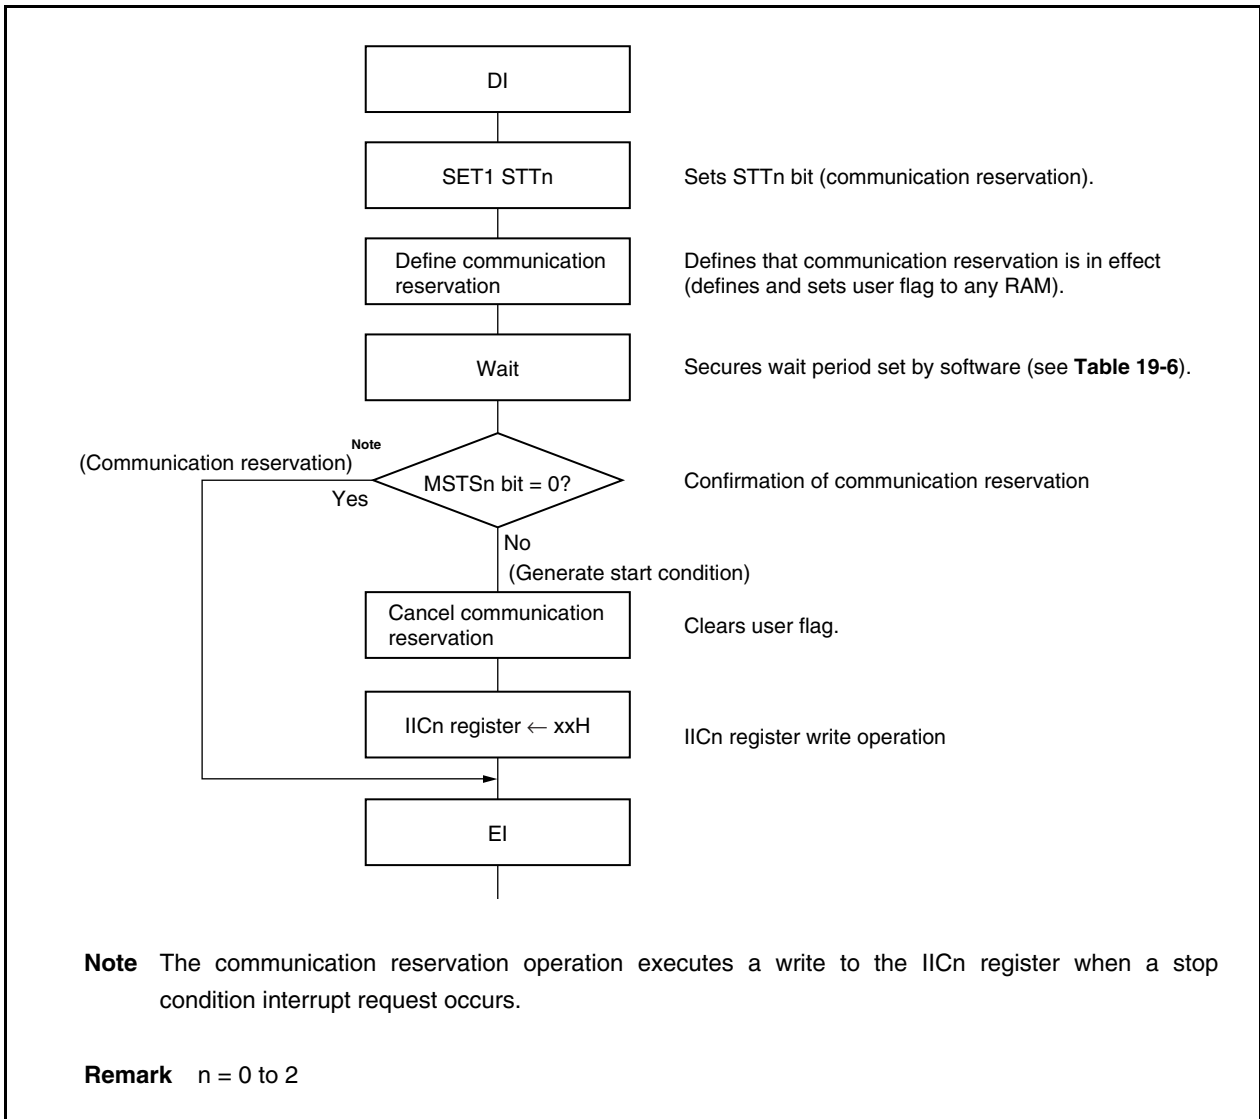 DI
SET1 STTn
Sets STTn bit (communication reservation).
Define communication
reservation
Defines that communication reservation is in effect
(defines and sets user flag to any RAM).
Wait
Secures wait period set by software (see Table 19-6).
(Communication reservation)Note
Yes
MSTSn bit = 0?
Confirmation of communication reservation
No
(Generate start condition)
Cancel communication
reservation
Clears user flag.
IICn register ← xxH
IICn register write operation
EI
Note The communication reservation operation executes a write to the IICn register when a stop
condition interrupt request occurs.
Remark n = 0 to 2